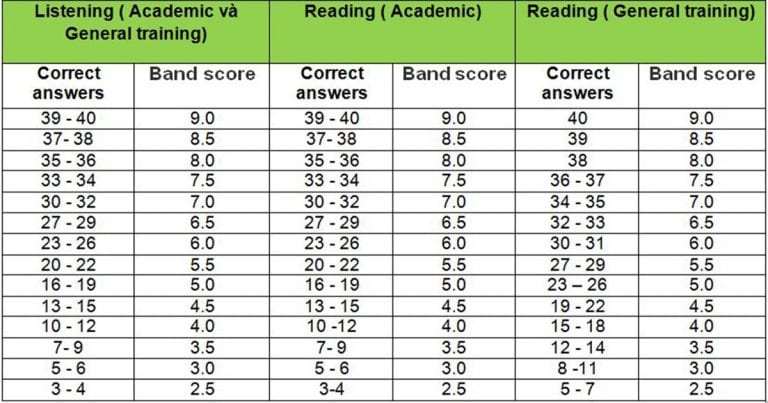 Listening ( Academic và General training) Reading ( Academic) Reading ( General training)
Correct answers Band score Correct answers Band score Correct answers Band score
39 - 40 9.0 39 - 40 9.0 40 9.0
37- 38 8.5 37- 38 8.5 39 8.5
35 - 36 8.0 35 - 36 8.0 38 8.0
33 - 34 7.5 33 - 34 7.5 36 - 37 7.5
30 - 32 7.0 30 - 32 7.0 34 - 35 7.0
27 - 29 6.5 27 - 29 6.5 32 - 33 6.5
23 - 26 6.0 23 - 26 6.0 30 - 31 6.0
20 - 22 5.5 20 - 22 5.5 27 - 29 5.5
16 - 19 5.0 16 - 19 5.0 23 – 26 5.0
13 - 15 4.5 13 - 15 4.5 19 - 22 4.5
10 - 12 4.0 10 -12 4.0 15 - 18 4.0
7- 9 3.5 7- 9 3.5 12 - 14 3.5
5 - 6 3.0 5 - 6 3.0 8 -11 3.0
3 - 4 2.5 3-4 2.5 5 - 7 2.5